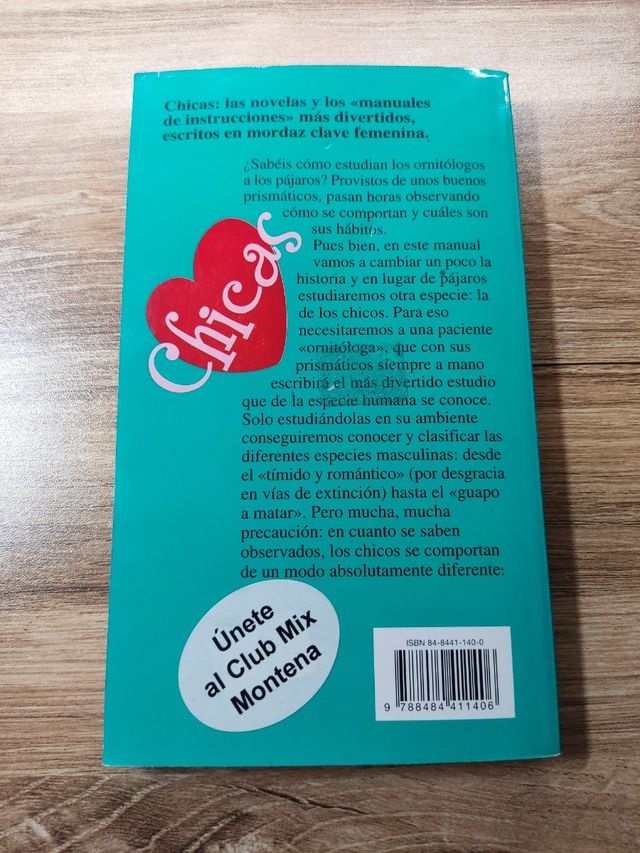 Chicas: las novelas y los «manuales
de instrucciones» más divertidos,
escritos en mordaz clave femenina.
¿Sabéis cómo estudian los ornitólogos
a los pájaros? Provistos de unos buenos
prismáticos, pasan horas observando
cómo se comportan y cuáles son
sus hábitos.
Pues bien, en este manual
vamos a cambiar un poco la
historia y en lugar de pájaros
estudiaremos otra especie: la
de los chicos. Para eso
necesitaremos a una paciente
«ornitóloga», que con sus
prismáticos siempre a mano
escribirá el más divertido estudio
que de la especie humana se conoce.
Solo estudiándolas en su ambiente
conseguiremos conocer y clasificar las
diferentes especies masculinas: desde
el «tímido y romántico» (por desgracia
en vías de extinción) hasta el «guapo
a matar». Pero mucha, mucha
precaución: en cuanto se saben
observados, los chicos se comportan
de un modo absolutamente diferente.
Chicas
Únete
al Club Mix
Montena
ISBN 84-8441-140-0
9 788484 411406